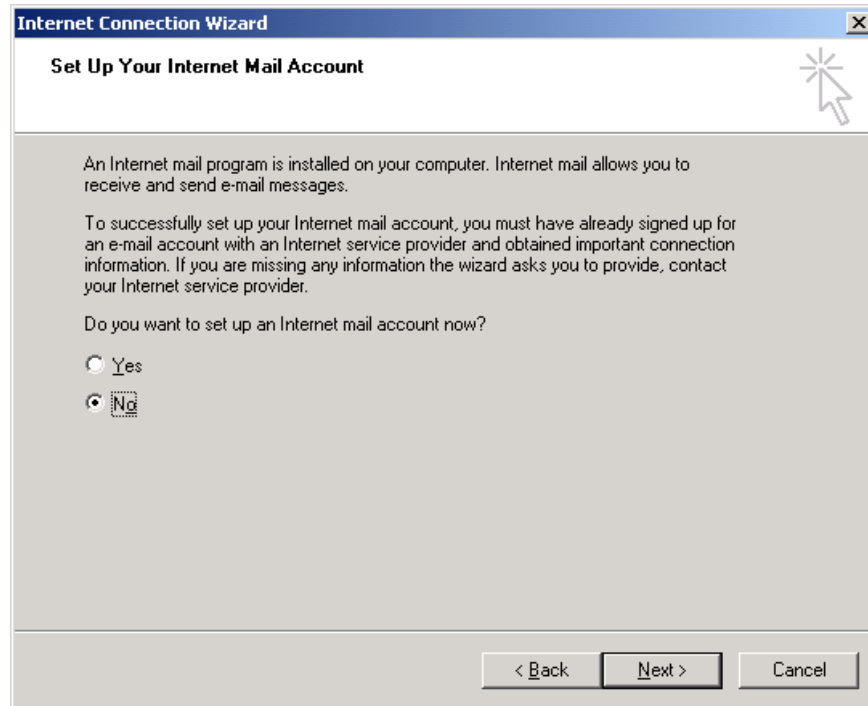 Internet Connection Wizard
Set Up Your Internet Mail Account
An Internet mail program is installed on your computer. Internet mail allows you to
receive and send e-mail messages.
To successfully set up your Internet mail account, you must have already signed up for
an e-mail account with an Internet service provider and obtained important connection
information. If you are missing any information the wizard asks you to provide, contact
your Internet service provider.
Do you want to set up an Internet mail account now?
Yes
No
< Back Next > Cancel